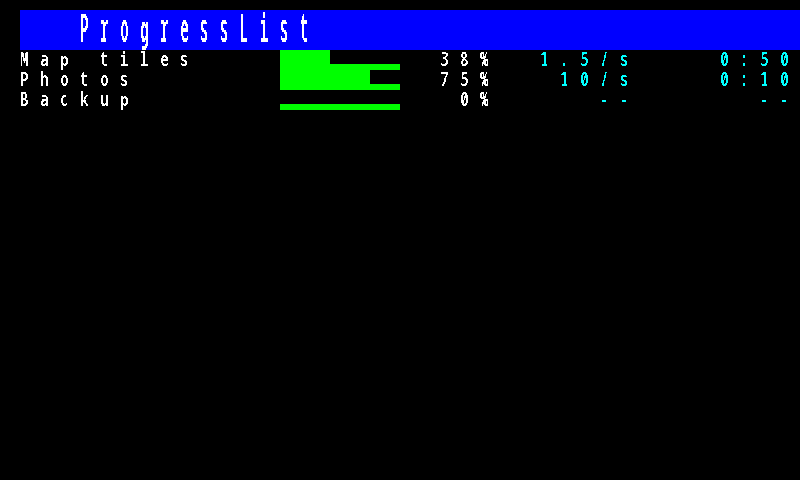 ProgressList
Map tiles 38% 1.5/s 0:50
Photos 75% 10/s 0:10
Backup 0% -- --